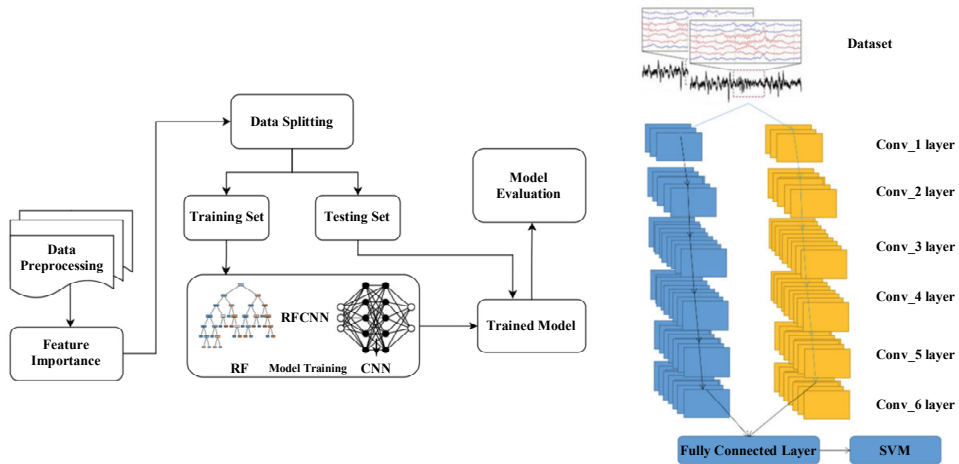 Data Splitting
Training Set
Testing Set
Model
Evaluation
Data
Preprocessing
Feature
Importance
RFCNN
RF
Model Training
CNN
Trained Model
Dataset
Conv_1 layer
Conv_2 layer
Conv_3 layer
Conv_4 layer
Conv_5 layer
Conv_6 layer
Fully Connected Layer
SVM